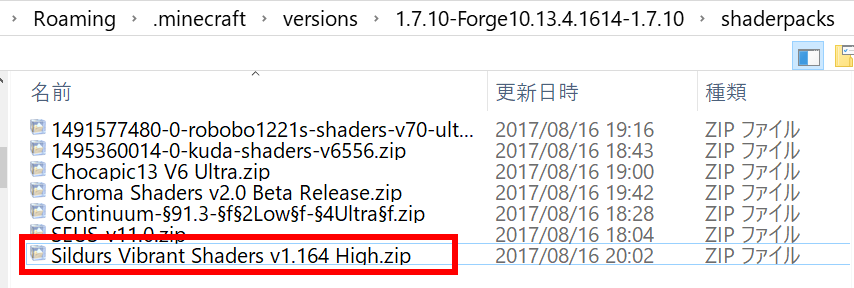 Roaming › .minecraft › versions › 1.7.10-Forge10.13.4.1614-1.7.10 › shaderpacks
名前 更新日時 種類
1491577480-0-robobo1221s-shaders-v70-ult... 2017/08/16 19:16 ZIP ファイル
1495360014-0-kuda-shaders-v6556.zip 2017/08/16 18:43 ZIP ファイル
Chocapic13 V6 Ultra.zip 2017/08/16 19:00 ZIP ファイル
Chroma Shaders v2.0 Beta Release.zip 2017/08/16 19:42 ZIP ファイル
Continuum-§91.3-§f§2Low§f-§4Ultra§f.zip 2017/08/16 18:28 ZIP ファイル
SEUS-v11.0.zip 2017/08/16 18:04 ZIP ファイル
Sildurs Vibrant Shaders v1.164 High.zip 2017/08/16 20:02 ZIP ファイル